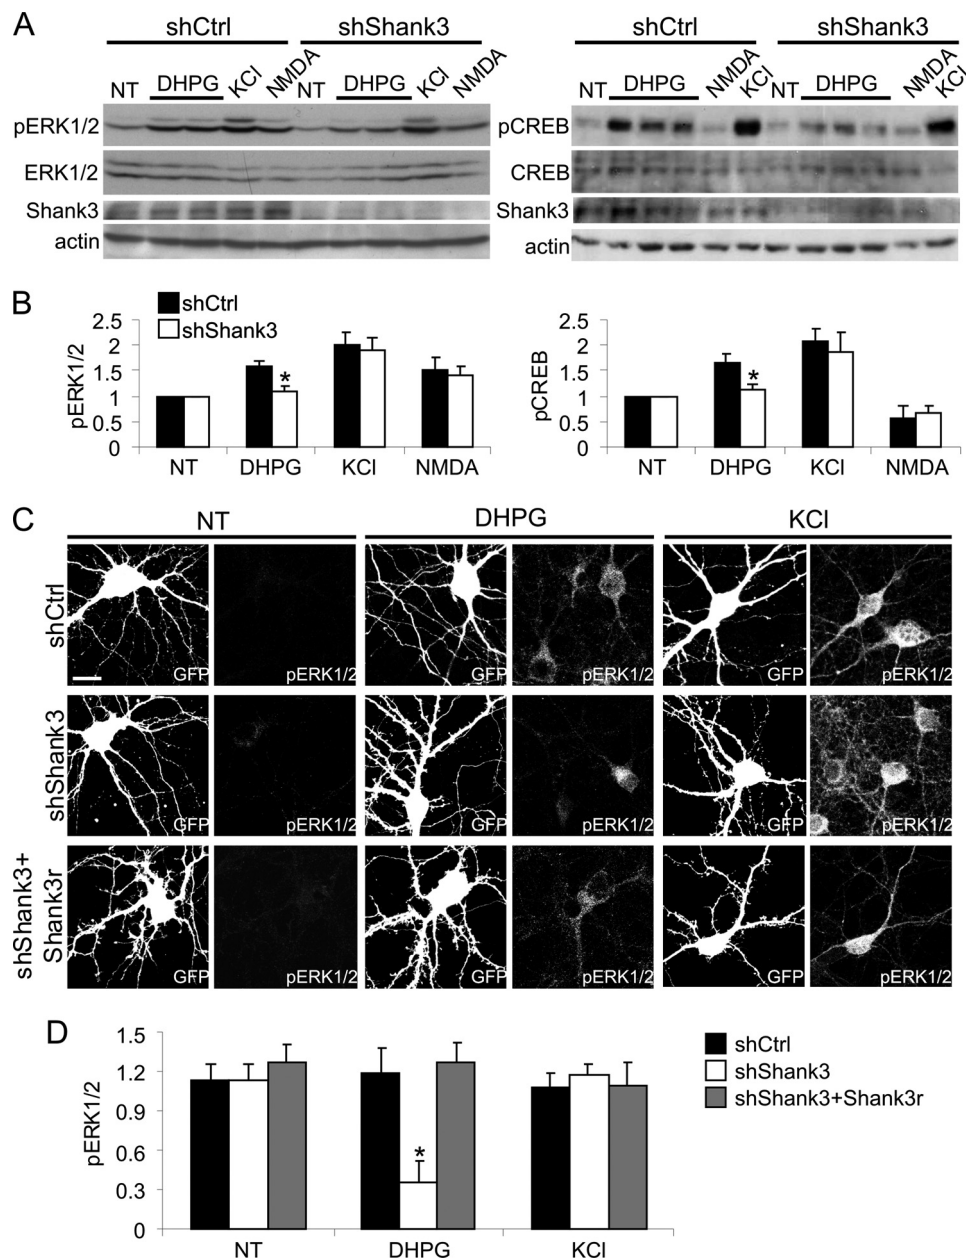 A
shCtrl shShank3 shCtrl shShank3
NT DHPG KCl NMDA NT DHPG KCl NMDA NT DHPG NMDA KCl NT DHPG NMDA KCl
pERK1/2 pCREB
ERK1/2 CREB
Shank3 Shank3
actin actin
B
shCtrl
shShank3
pERK1/2
2.5
2
1.5
1
0.5
0
NT DHPG KCl NMDA
* 
pCREB
2.5
2
1.5
1
0.5
0
NT DHPG KCl NMDA
*
C
NT DHPG KCl
shCtrl
GFP pERK1/2 GFP pERK1/2 GFP pERK1/2
shShank3
GFP pERK1/2 GFP pERK1/2 GFP pERK1/2
shShank3+
Shank3r
GFP pERK1/2 GFP pERK1/2 GFP pERK1/2
D
pERK1/2
1.5
1.2
0.9
0.6
0.3
0
*
NT DHPG KCl
shCtrl
shShank3
shShank3+Shank3r